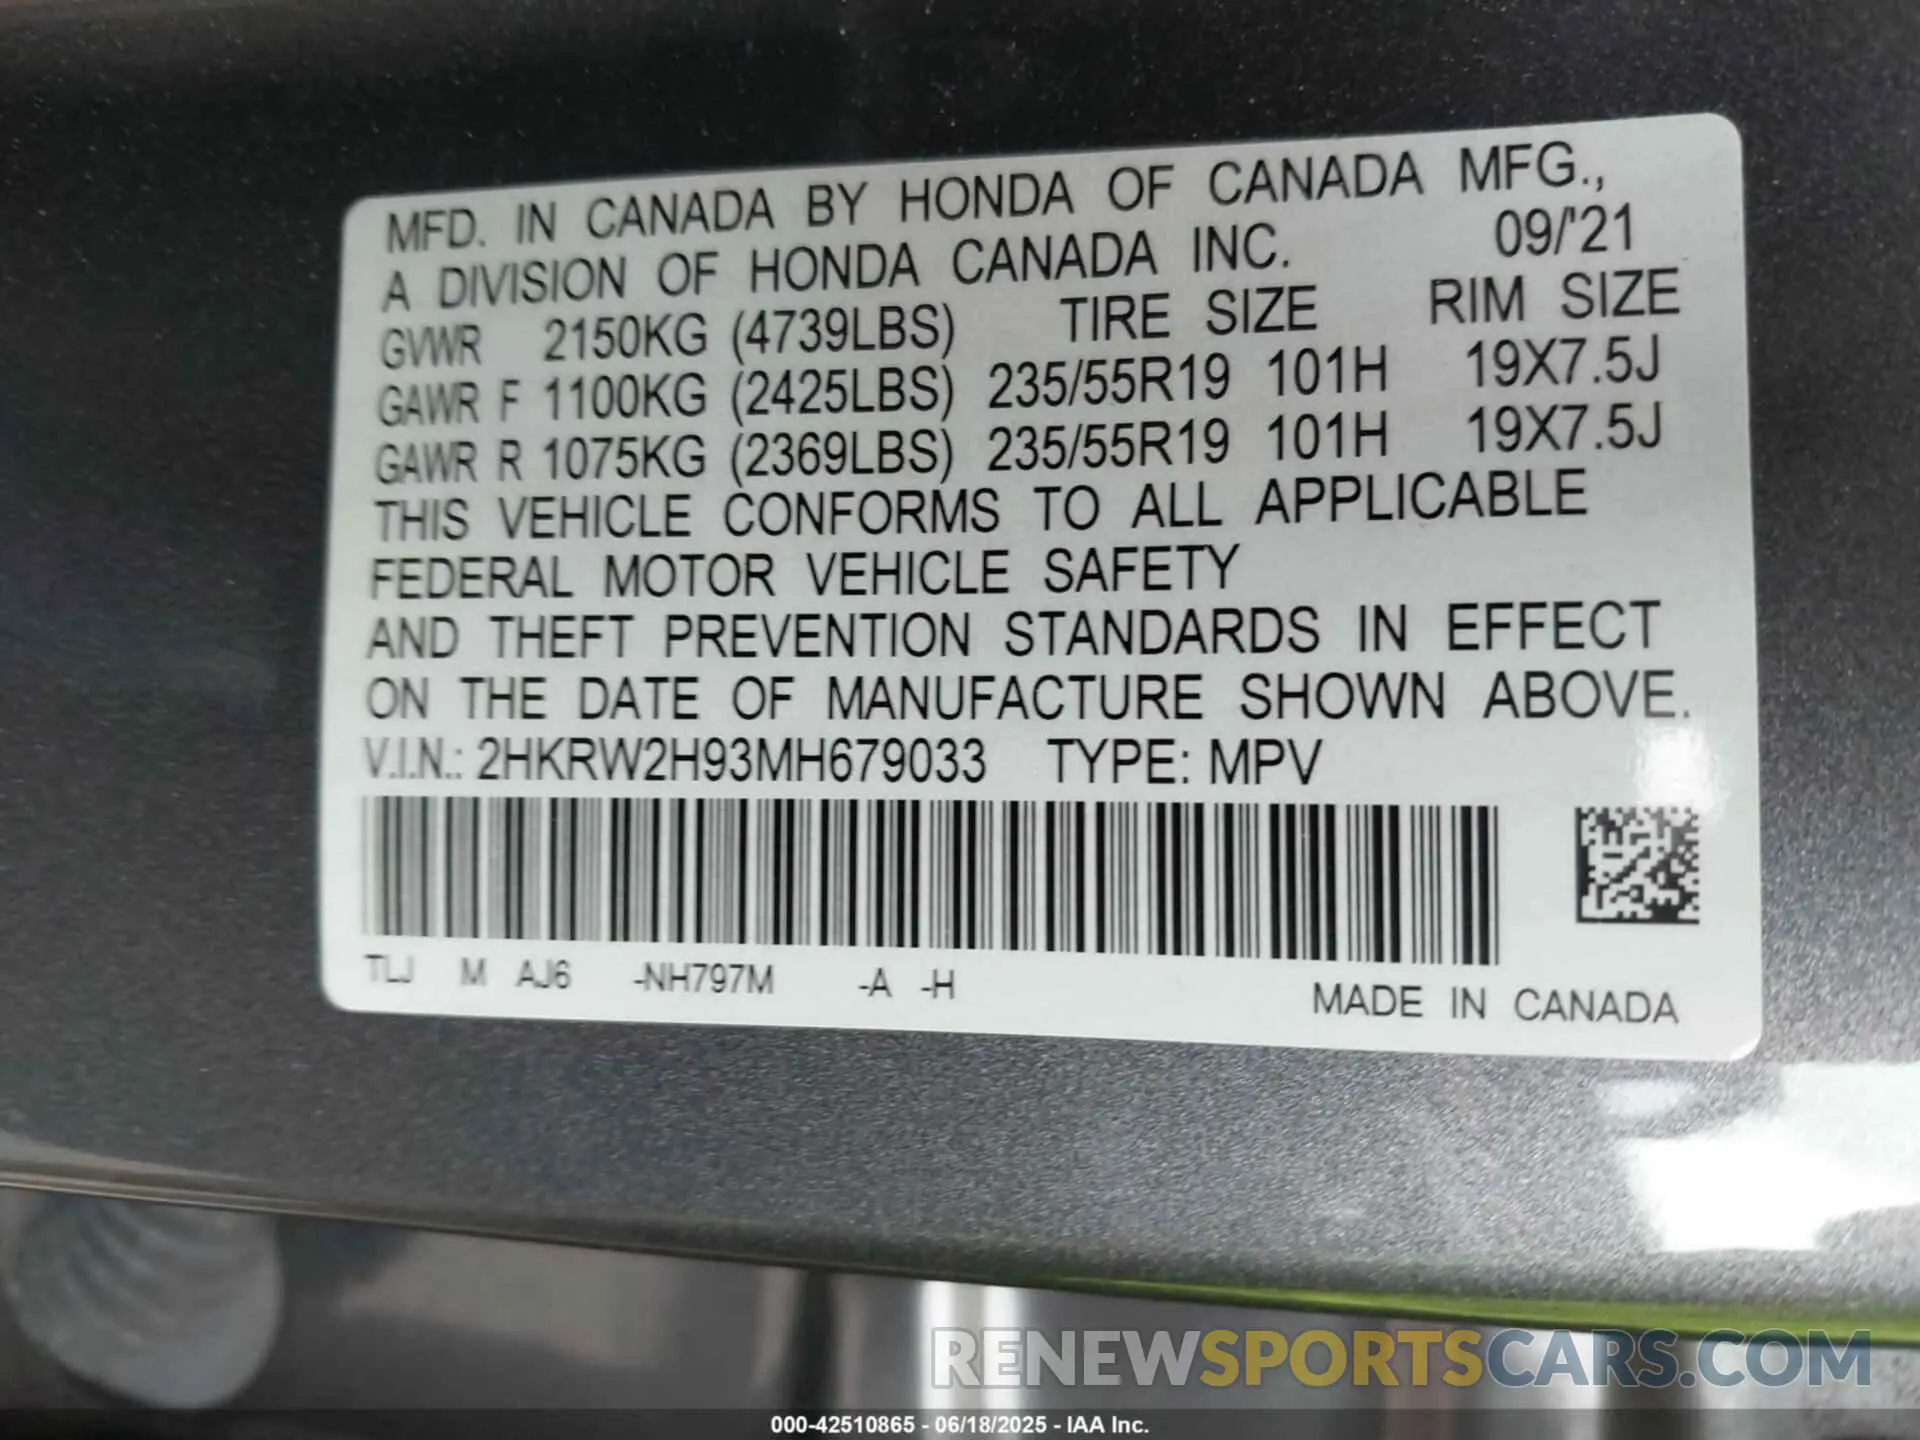 MFD. IN CANADA BY HONDA OF CANADA MFG.,
A DIVISION OF HONDA CANADA INC. 09/'21
GVWR 2150KG (4739LBS) TIRE SIZE RIM SIZE
GAWR F 1100KG (2425LBS) 235/55R19 101H 19X7.5J
GAWR R 1075KG (2369LBS) 235/55R19 101H 19X7.5J
THIS VEHICLE CONFORMS TO ALL APPLICABLE
FEDERAL MOTOR VEHICLE SAFETY
AND THEFT PREVENTION STANDARDS IN EFFECT
ON THE DATE OF MANUFACTURE SHOWN ABOVE.
V.I.N.: 2HKRW2H93MH679033 TYPE: MPV
TLJ M AJ6 -NH797M -A -H MADE IN CANADA
RENEWSPORTSCARS.COM
000-42510865 - 06/18/2025 - IAA Inc.